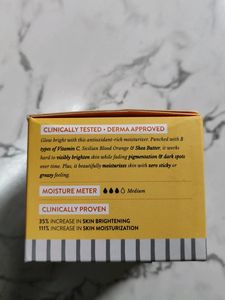 CLINICALLY TESTED • DERMA APPROVED
Glow bright with this antioxidant-rich moisturizer. Punched with 3
types of Vitamin C, Sicilian Blood Orange & Shea Butter, it works
hard to visibly brighten skin while fading pigmentation & dark spots
over time. Plus, it beautifully moisturizes skin with zero sticky or
greasy feeling.
MOISTURE METER Medium
CLINICALLY PROVEN
35% INCREASE IN SKIN BRIGHTENING
111% INCREASE IN SKIN MOISTURIZATION